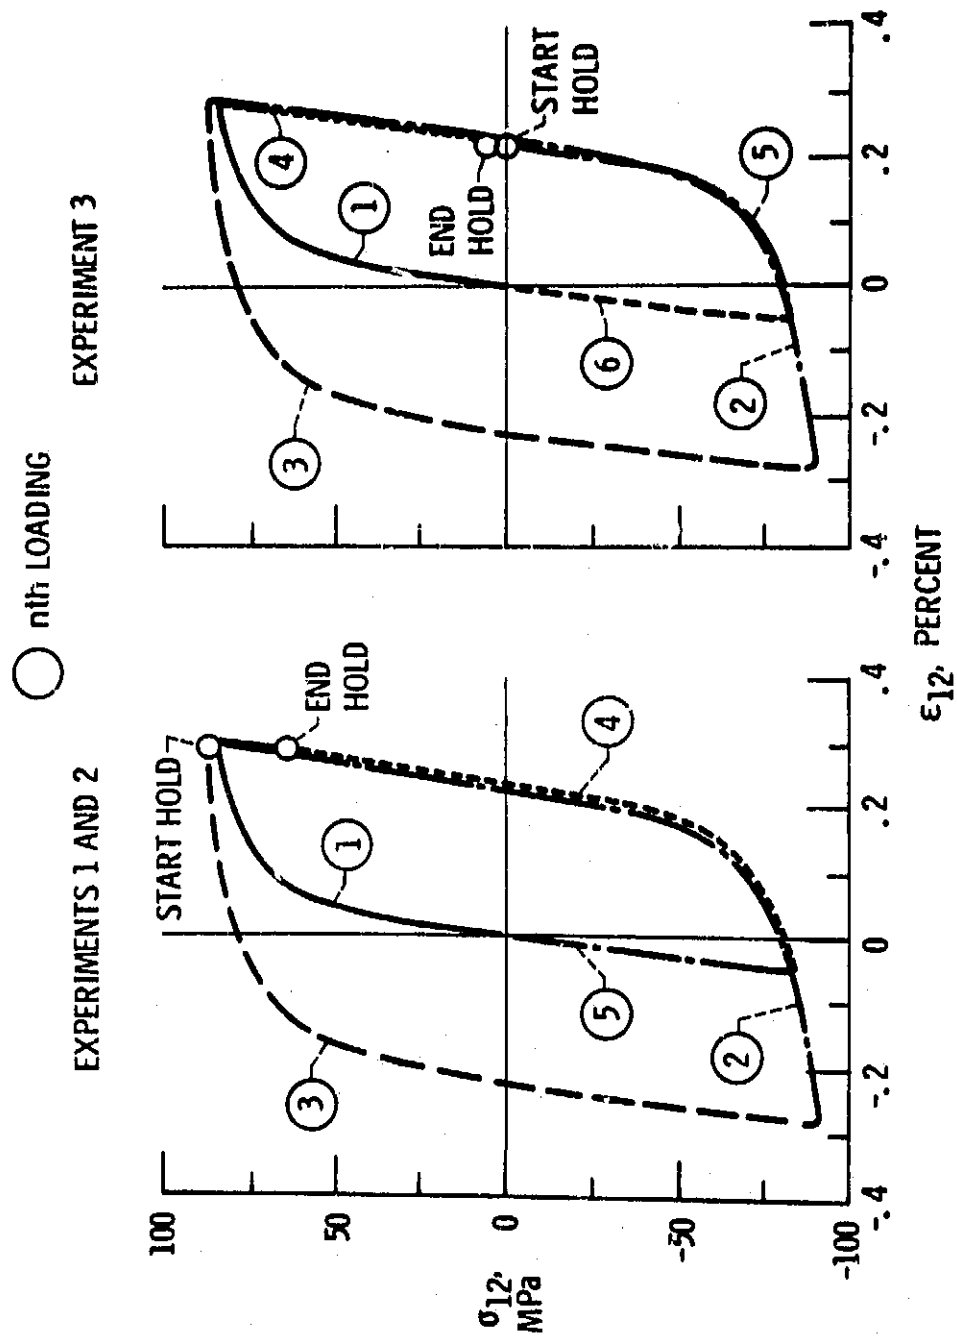 nth LOADING
EXPERIMENTS 1 AND 2
START HOLD
END
HOLD
1
2
3
4
5
100
50
0
-50
-100
σ12,
MPa
-.4
-.2
0
.2
.4
EXPERIMENT 3
END
HOLD
START
HOLD
1
2
3
4
5
6
-.4
-.2
0
.2
.4
ε12, PERCENT